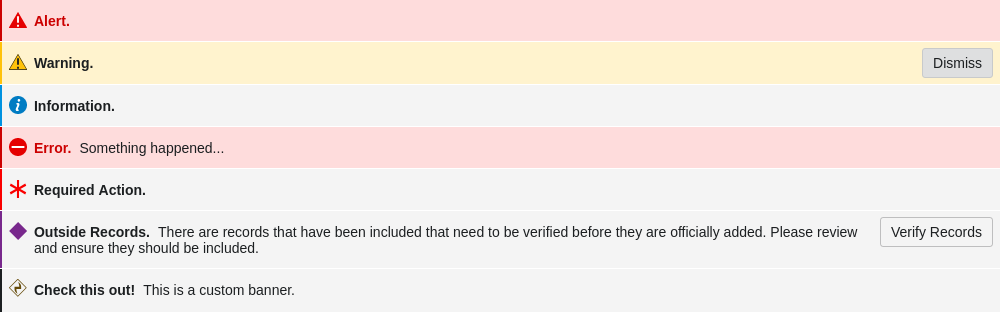 Alert.
Warning.
Dismiss
Information.
Error. Something happened...
Required Action.
Outside Records. There are records that have been included that need to be verified before they are officially added. Please review
and ensure they should be included.
Verify Records
Check this out! This is a custom banner.